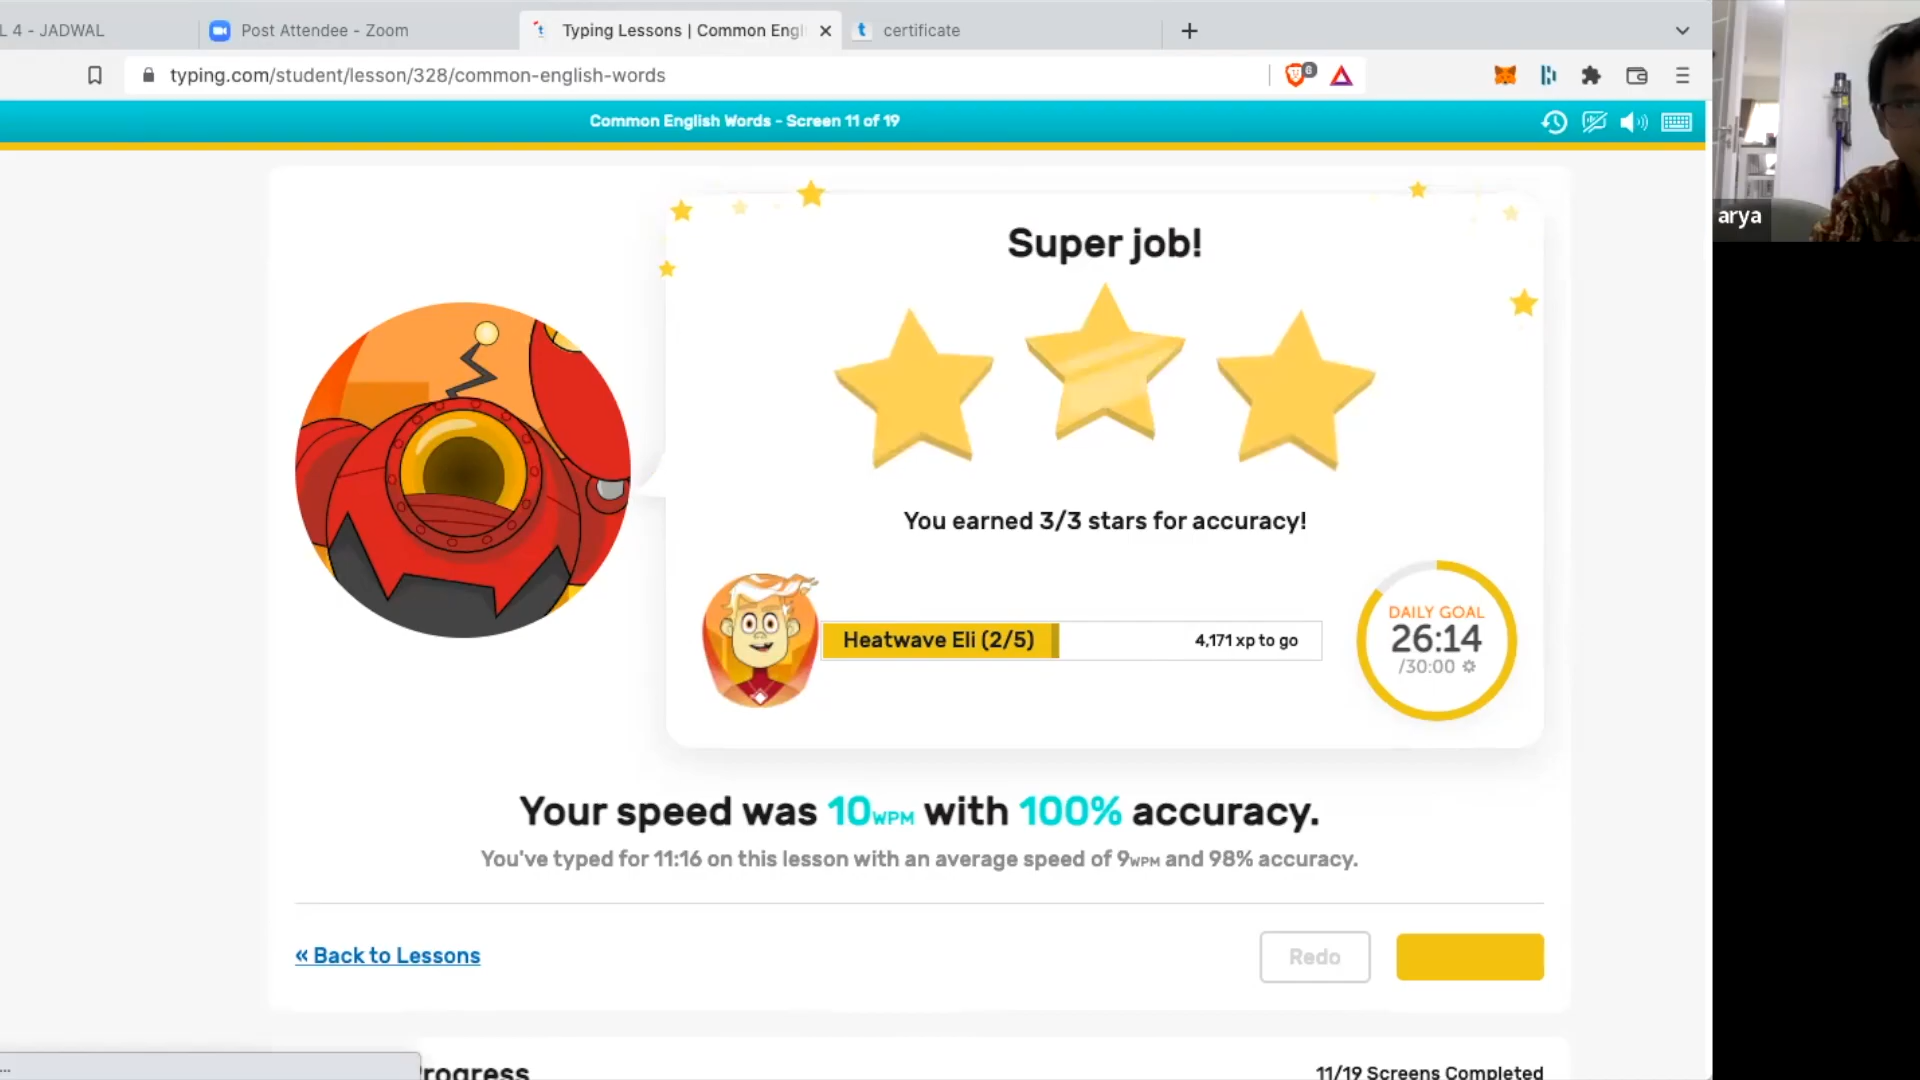 L 4 - JADWAL
Post Attendee - Zoom
Typing Lessons | Common Engl
certificate
typing.com/student/lesson/328/common-english-words
6
Common English Words - Screen 11 of 19
arya
Super job!
You earned 3/3 stars for accuracy!
Heatwave Eli (2/5)
4,171 xp to go
DAILY GOAL
26:14
/30:00
Your speed was 10WPM with 100% accuracy.
You've typed for 11:16 on this lesson with an average speed of 9WPM and 98% accuracy.
« Back to Lessons
Redo
...
rogress
11/19 Screens Completed